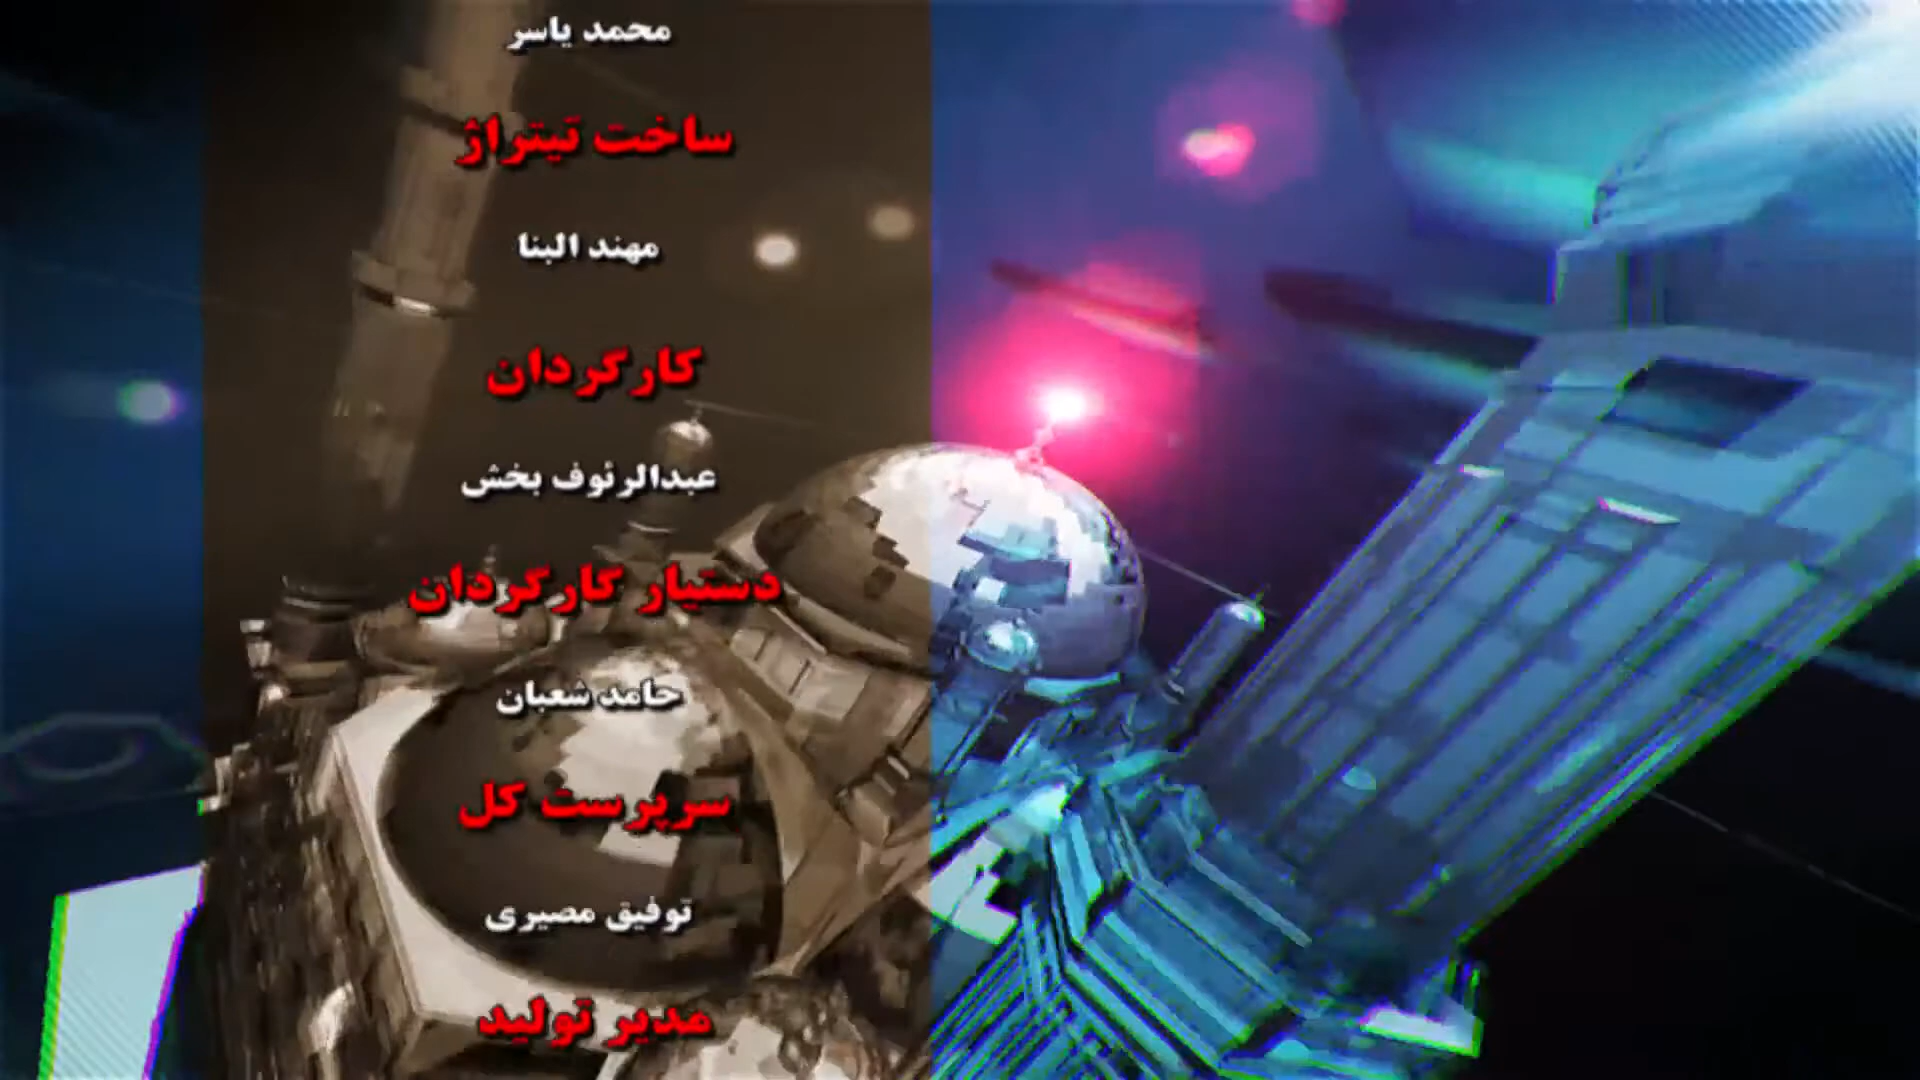 محمد یاسر
ساخت تیتراژ
مهند البنا
کارگردان
عبدالرئوف بخش
دستیار کارگردان
حامد شعبان
سرپرست کل
توفیق مصیری
مدیر تولید